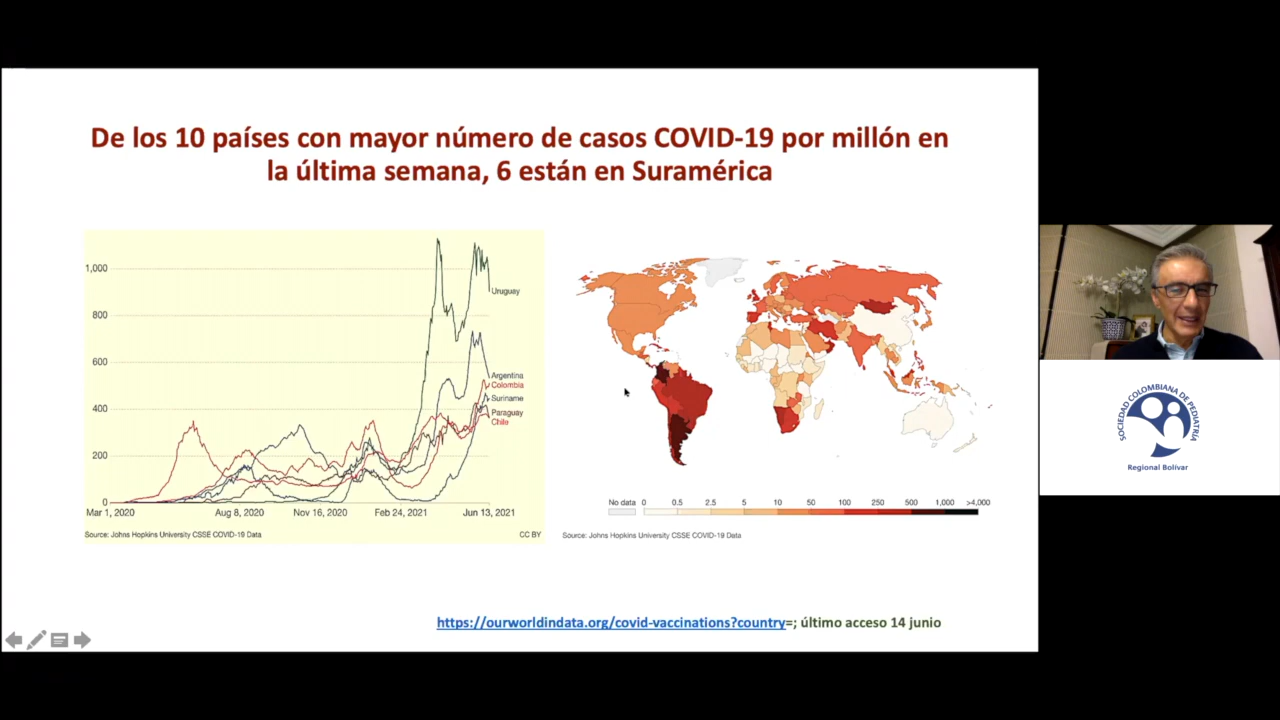 De los 10 países con mayor número de casos COVID-19 por millón en
la última semana, 6 están en Suramérica
1,000
800
600
400
200
0
Uruguay
Argentina
Colombia
Suriname
Paraguay
Chile
Mar 1, 2020
Aug 8, 2020
Nov 16, 2020
Feb 24, 2021
Jun 13, 2021
Source: Johns Hopkins University CSSE COVID-19 Data
CC BY
No data 0 0.5 2.5 5 10 50 100 250 500 1,000 >4,000
Source: Johns Hopkins University CSSE COVID-19 Data
https://ourworldindata.org/covid-vaccinations?country=; último acceso 14 junio
SOCIEDAD COLOMBIANA DE PEDIATRÍA
Regional Bolívar